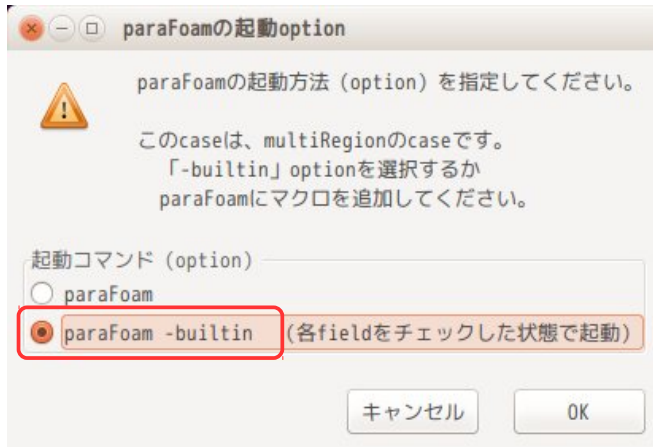 paraFoamの起動option
paraFoamの起動方法 (option) を指定してください。
このcaseは、multiRegionのcaseです。
「-builtin」optionを選択するか
paraFoamにマクロを追加してください。
起動コマンド (option)
paraFoam
paraFoam -builtin (各fieldをチェックした状態で起動)
キャンセル OK